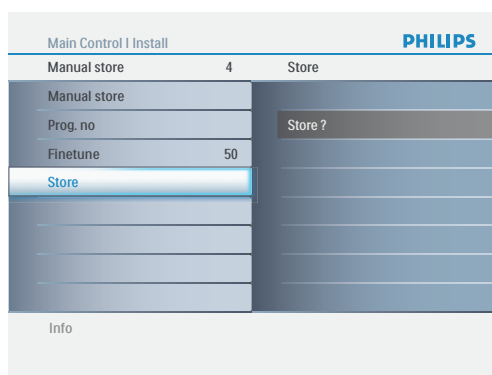 Main Control I Install PHILIPS
Manual store 4 Store
Manual store
Prog. no Store ?
Finetune 50
Store
Info